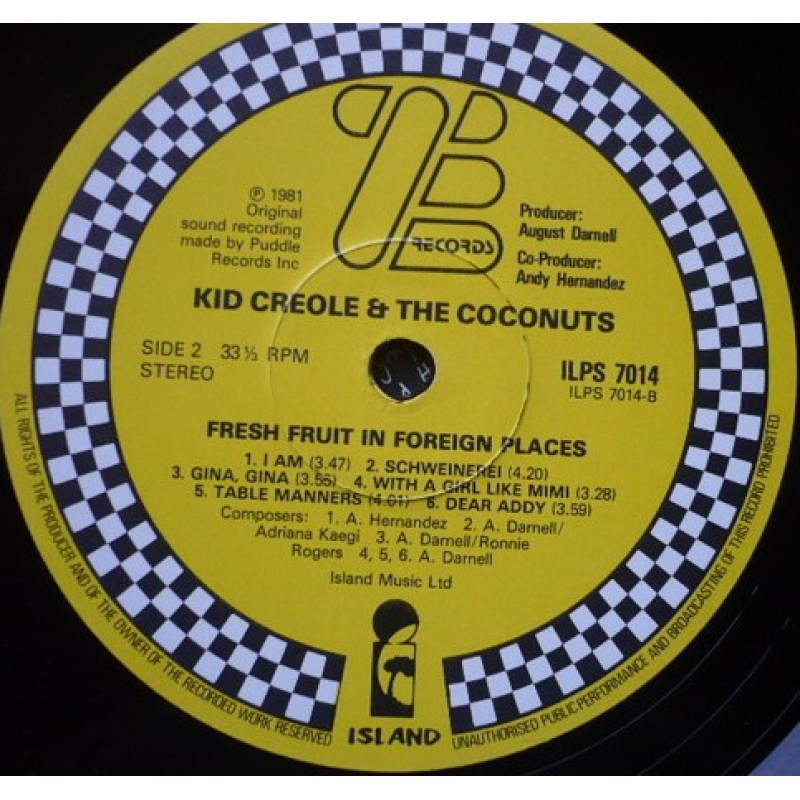 RECORDS
℗ 1981
Original
sound recording
made by Puddle
Records Inc
Producer:
August Darnell
Co-Producer:
Andy Hernandez
KID CREOLE & THE COCONUTS
SIDE 2 33⅓ RPM
STEREO
ILPS 7014
ILPS 7014-B
FRESH FRUIT IN FOREIGN PLACES
1. I AM (3.47) 2. SCHWEINEREI (4.20)
3. GINA, GINA (3.55) 4. WITH A GIRL LIKE MIMI (3.28)
5. TABLE MANNERS (4.01) 6. DEAR ADDY (3.59)
Composers: 1. A. Hernandez 2. A. Darnell/
Adriana Kaegi 3. A. Darnell/Ronnie
Rogers 4, 5, 6. A. Darnell
Island Music Ltd
ISLAND
ALL RIGHTS OF THE PRODUCER AND OF THE OWNER OF THE RECORDED WORK RESERVED
UNAUTHORISED PUBLIC PERFORMANCE AND BROADCASTING OF THIS RECORD PROHIBITED